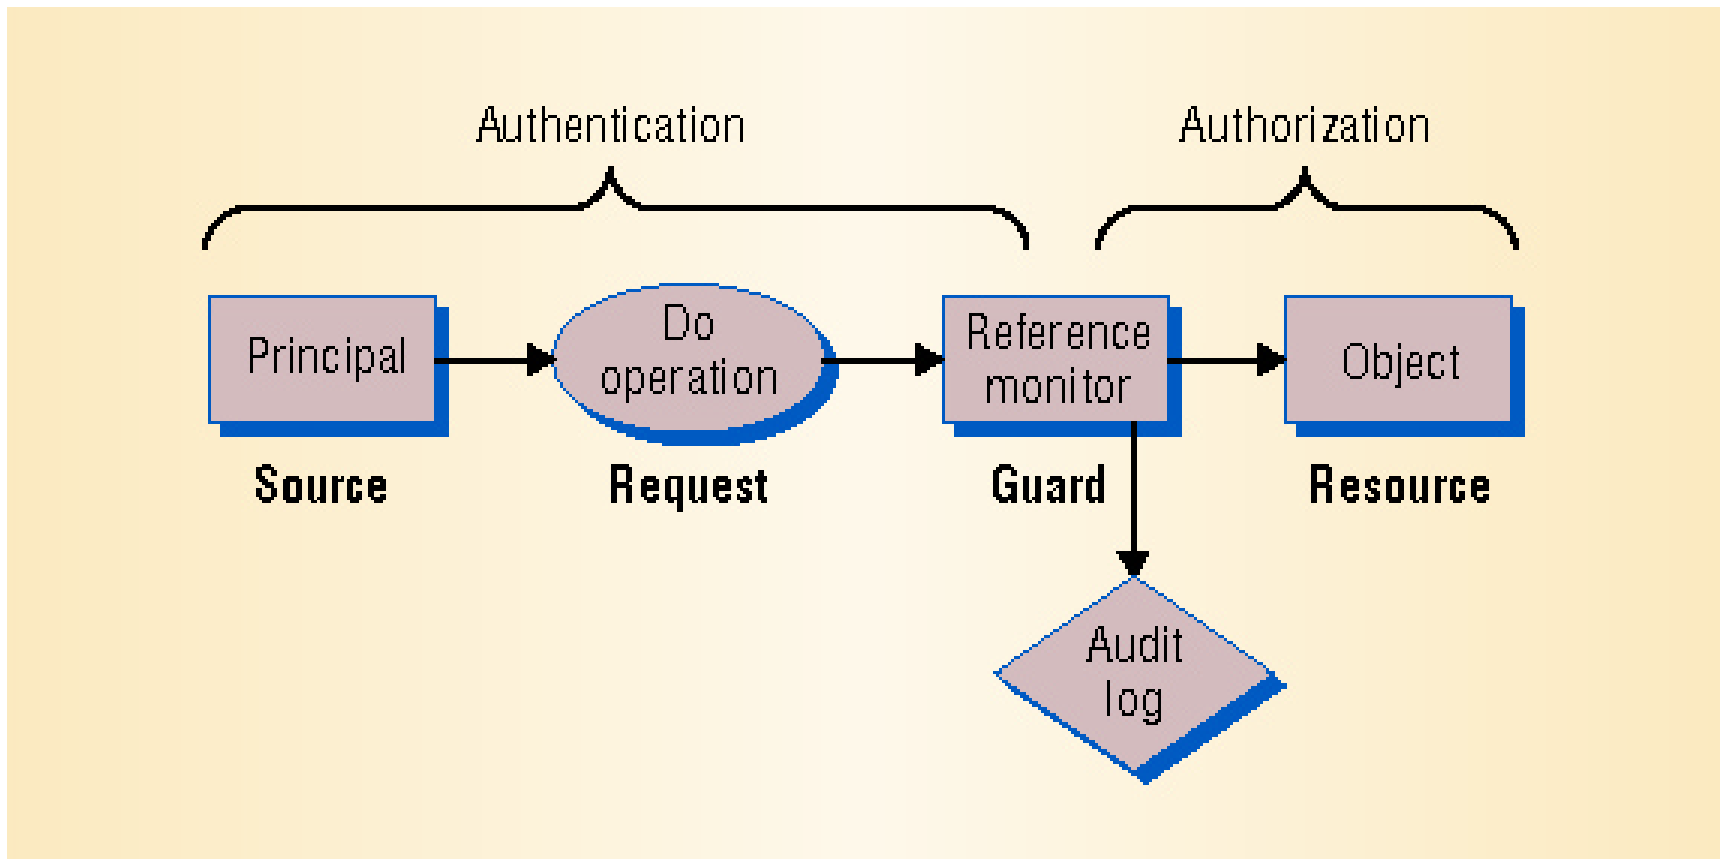 Authentication
Authorization
Principal
Do
operation
Reference
monitor
Object
Source
Request
Guard
Resource
Audit
log